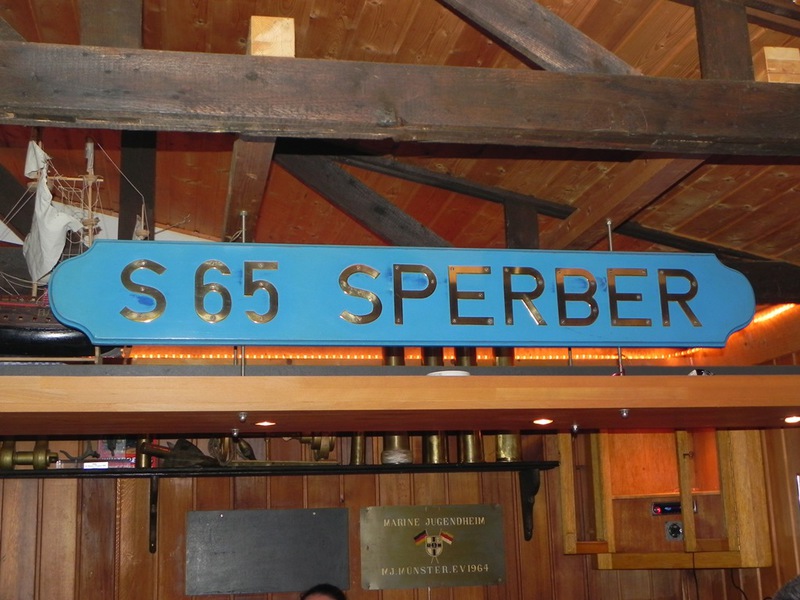 S 65 SPERBER
MARINE JUGENDHEIM
M.J.MÜNSTER.E.V 1964